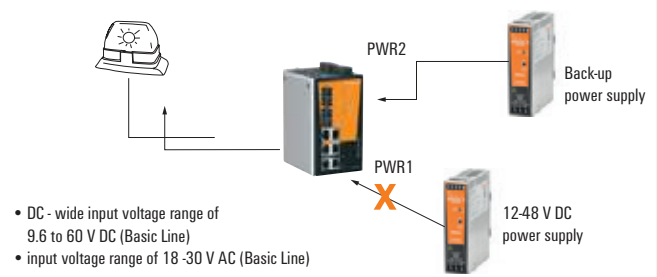 PWR2
Back-up
power supply
PWR1
12-48 V DC
power supply
• DC - wide input voltage range of
9.6 to 60 V DC (Basic Line)
• input voltage range of 18 -30 V AC (Basic Line)